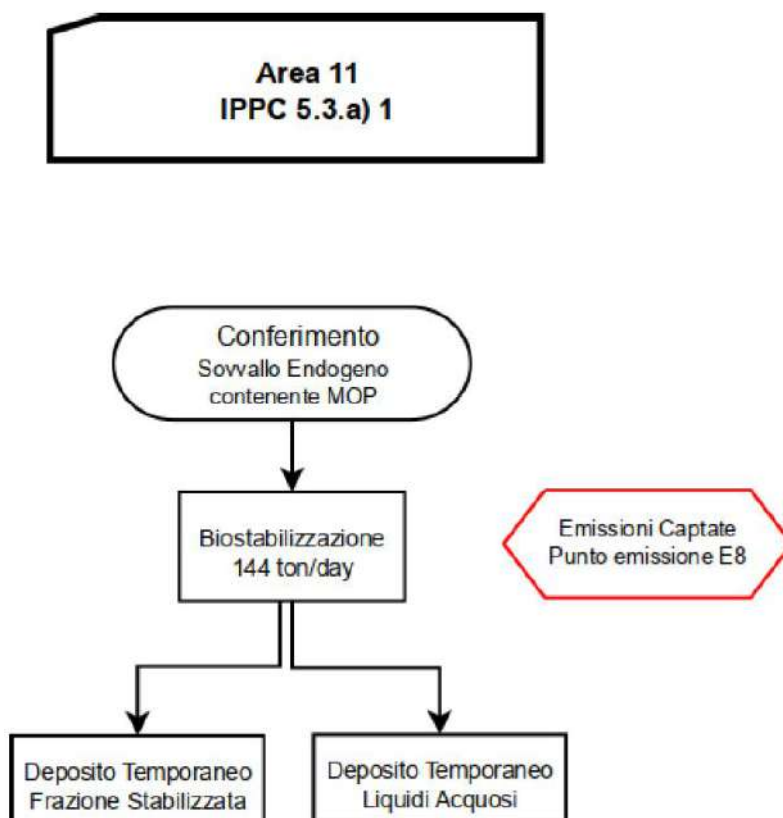 Area 11
IPPC 5.3.a) 1
Conferimento
Sovvallo Endogeno
contenente MOP
Biostabilizzazione
144 ton/day
Emissioni Captate
Punto emissione E8
Deposito Temporaneo
Frazione Stabilizzata
Deposito Temporaneo
Liquidi Acquosi